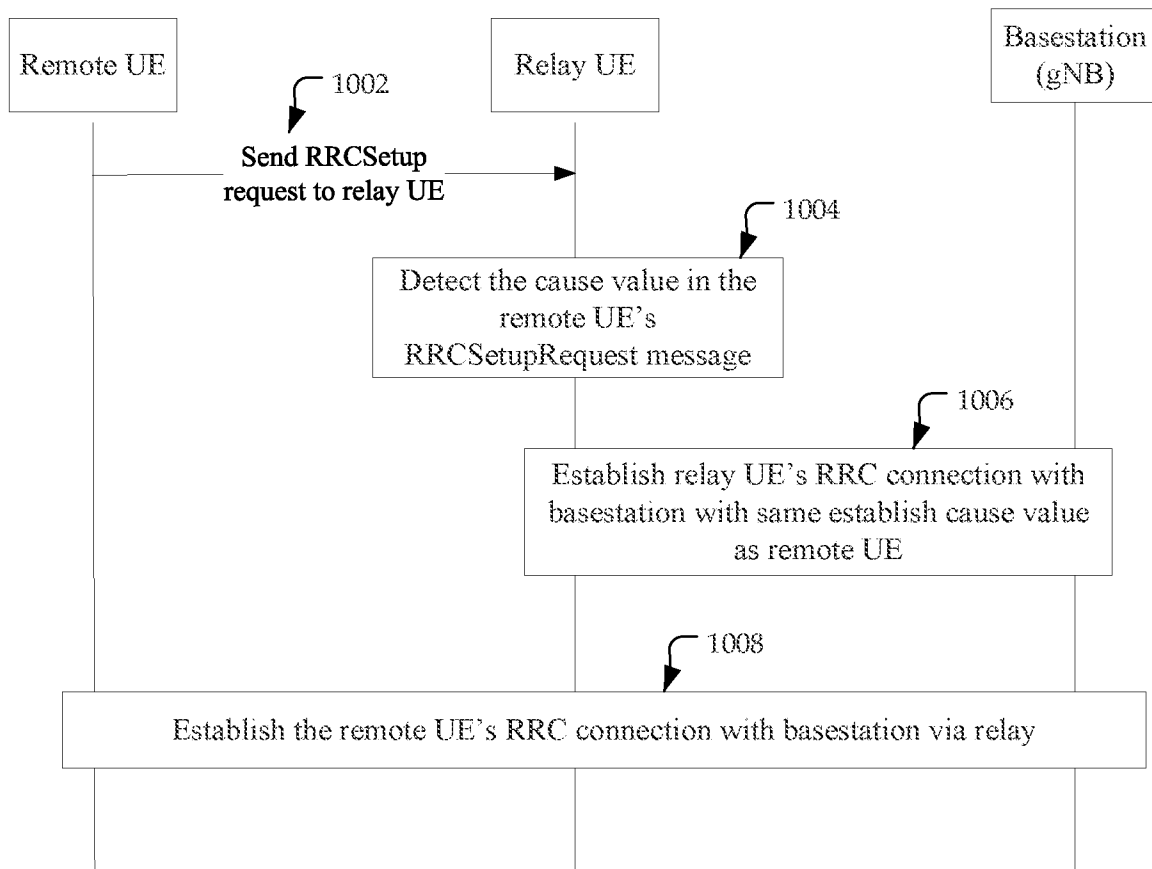 Remote UE
Relay UE
Basestation
(gNB)
1002
Send RRCSetup
request to relay UE
1004
Detect the cause value in the
remote UE's
RRCSetupRequest message
1006
Establish relay UE's RRC connection with
basestation with same establish cause value
as remote UE
1008
Establish the remote UE's RRC connection with basestation via relay